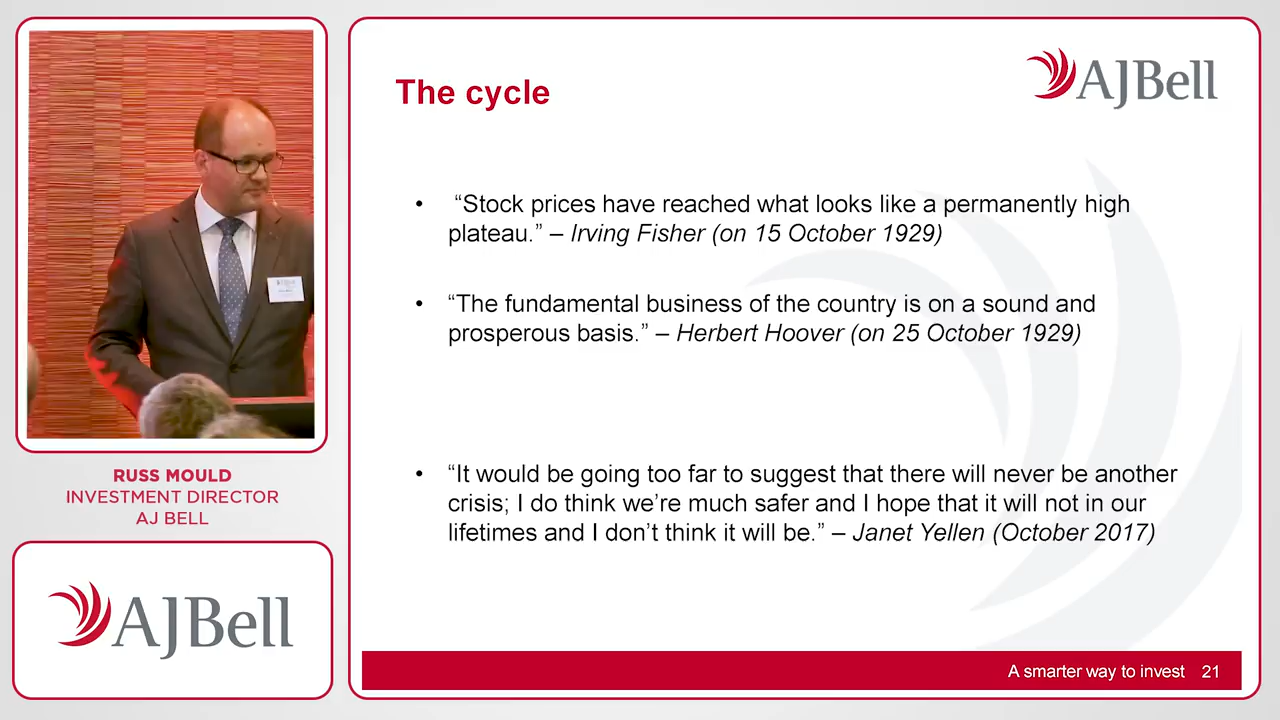 RUSS MOULD
INVESTMENT DIRECTOR
AJ BELL
AJBell
The cycle
AJBell
• “Stock prices have reached what looks like a permanently high
plateau.” – Irving Fisher (on 15 October 1929)
• “The fundamental business of the country is on a sound and
prosperous basis.” – Herbert Hoover (on 25 October 1929)
• “It would be going too far to suggest that there will never be another
crisis; I do think we’re much safer and I hope that it will not in our
lifetimes and I don’t think it will be.” – Janet Yellen (October 2017)
A smarter way to invest 21